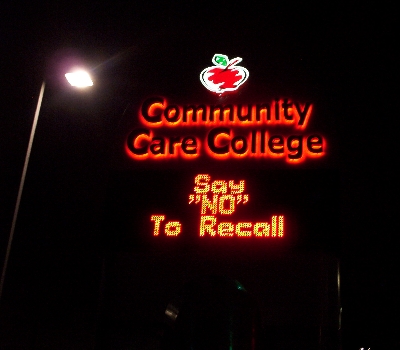 Community
Care College
Say
"NO"
To Recall